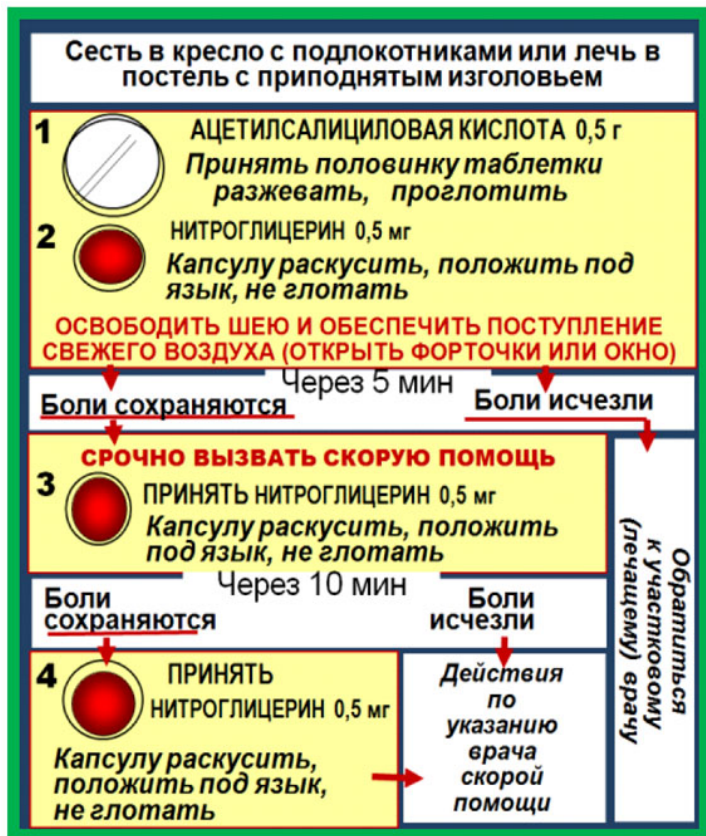 Сесть в кресло с подлокотниками или лечь в
постель с приподнятым изголовьем
1 АЦЕТИЛСАЛИЦИЛОВАЯ КИСЛОТА 0,5 г
Принять половинку таблетки
разжевать, проглотить
2 НИТРОГЛИЦЕРИН 0,5 мг
Капсулу раскусить, положить под
язык, не глотать
ОСВОБОДИТЬ ШЕЮ И ОБЕСПЕЧИТЬ ПОСТУПЛЕНИЕ
СВЕЖЕГО ВОЗДУХА (ОТКРЫТЬ ФОРТОЧКИ ИЛИ ОКНО)
Через 5 мин
Боли сохраняются
Боли исчезли
СРОЧНО ВЫЗВАТЬ СКОРУЮ ПОМОЩЬ
3 ПРИНЯТЬ НИТРОГЛИЦЕРИН 0,5 мг
Капсулу раскусить, положить
под язык, не глотать
Обратиться
к участковому
(лечащему) врачу
Через 10 мин
Боли
сохраняются
Боли
исчезли
4 ПРИНЯТЬ
НИТРОГЛИЦЕРИН 0,5 мг
Капсулу раскусить,
положить под язык,
не глотать
Действия
по
указанию
врача
скорой
помощи